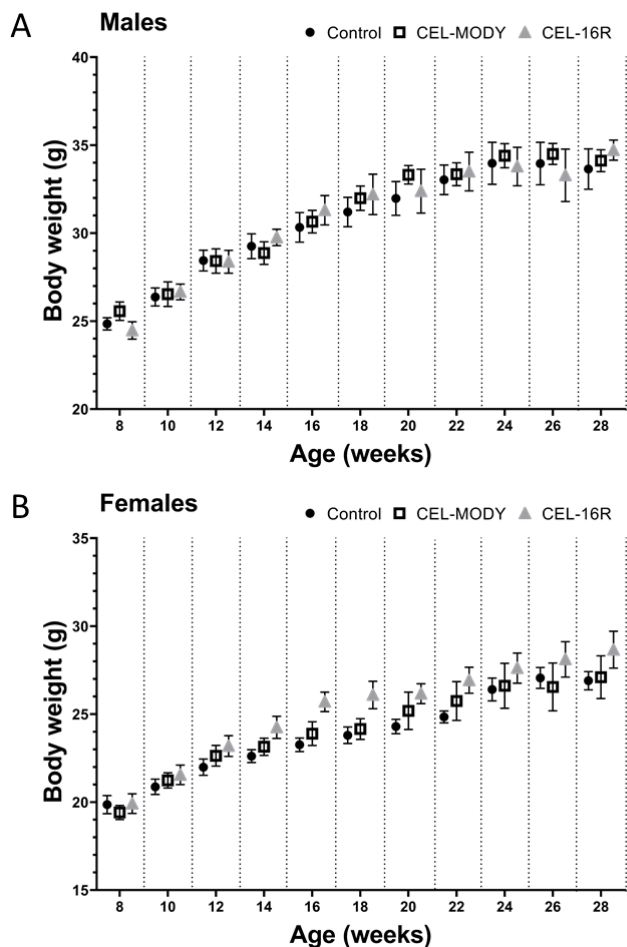 A
Males
Control CEL-MODY CEL-16R
40
35
30
25
20
Body weight (g)
8 10 12 14 16 18 20 22 24 26 28
Age (weeks)
B
Females
Control CEL-MODY CEL-16R
35
30
25
20
15
Body weight (g)
8 10 12 14 16 18 20 22 24 26 28
Age (weeks)